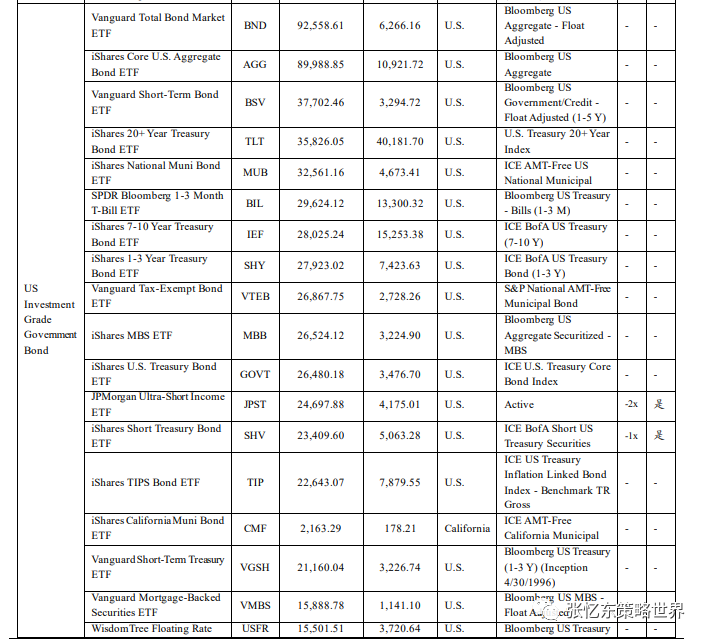 Vanguard Total Bond Market
ETF
BND
92,558.61
6,266.16
U.S.
Bloomberg US
Aggregate - Float
Adjusted
-
-
iShares Core U.S. Aggregate
Bond ETF
AGG
89,988.85
10,921.72
U.S.
Bloomberg US
Aggregate
-
-
Vanguard Short-Term Bond
ETF
BSV
37,702.46
3,294.72
U.S.
Bloomberg US
Government/Credit -
Float Adjusted (1-5 Y)
-
-
iShares 20+ Year Treasury
Bond ETF
TLT
35,826.05
40,181.70
U.S.
U.S. Treasury 20+ Year
Index
-
-
iShares National Muni Bond
ETF
MUB
32,561.16
4,673.41
U.S.
ICE AMT-Free US
National Municipal
-
-
SPDR Bloomberg 1-3 Month
T-Bill ETF
BIL
29,624.12
13,300.32
U.S.
Bloomberg US Treasury
- Bills (1-3 M)
-
-
iShares 7-10 Year Treasury
Bond ETF
IEF
28,025.24
15,253.38
U.S.
ICE BofA US Treasury
(7-10 Y)
-
-
iShares 1-3 Year Treasury
Bond ETF
SHY
27,923.02
7,423.63
U.S.
ICE BofA US Treasury
Bond (1-3 Y)
-
-
US
Investment
Grade
Government
Bond
Vanguard Tax-Exempt Bond
ETF
VTEB
26,867.75
2,728.26
U.S.
S&P National AMT-Free
Municipal Bond
-
-
iShares MBS ETF
MBB
26,524.12
3,224.90
U.S.
Bloomberg US
Aggregate Securitized -
MBS
-
-
iShares U.S. Treasury Bond
ETF
GOVT
26,480.18
3,476.70
U.S.
ICE U.S. Treasury Core
Bond Index
-
-
JPMorgan Ultra-Short Income
ETF
JPST
24,697.88
4,175.01
U.S.
Active
-2x
是
iShares Short Treasury Bond
ETF
SHV
23,409.60
5,063.28
U.S.
ICE BofA Short US
Treasury Securities
-1x
是
iShares TIPS Bond ETF
TIP
22,643.07
7,879.55
U.S.
ICE US Treasury
Inflation Linked Bond
Index - Benchmark TR
Gross
-
-
iShares California Muni Bond
ETF
CMF
2,163.29
178.21
California
ICE AMT-Free
California Municipal
-
-
Vanguard Short-Term Treasury
ETF
VGSH
21,160.04
3,226.74
U.S.
Bloomberg US Treasury
(1-3 Y) (Inception
4/30/1996)
-
-
Vanguard Mortgage-Backed
Securities ETF
VMBS
15,888.78
1,141.10
U.S.
Bloomberg US MBS -
Float
-
-
WisdomTree Floating Rate
USFR
15,501.51
3,720.64
U.S.
Bloomberg US Treasury
-
-
张忆东策略世界